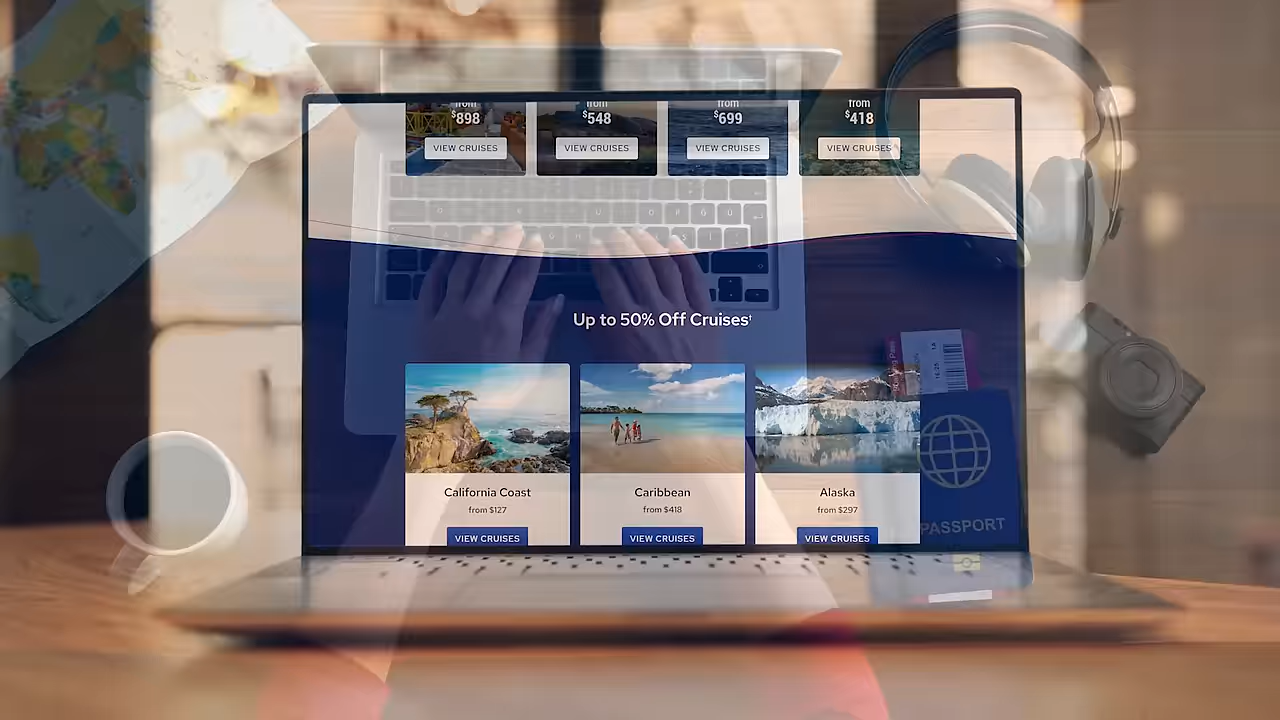 from from from from
$898 $548 $699 $418
VIEW CRUISES VIEW CRUISES VIEW CRUISES VIEW CRUISES
Up to 50% Off Cruises†
California Coast Caribbean Alaska
from $127 from $418 from $297
VIEW CRUISES VIEW CRUISES VIEW CRUISES
Boarding Pass
PASSPORT